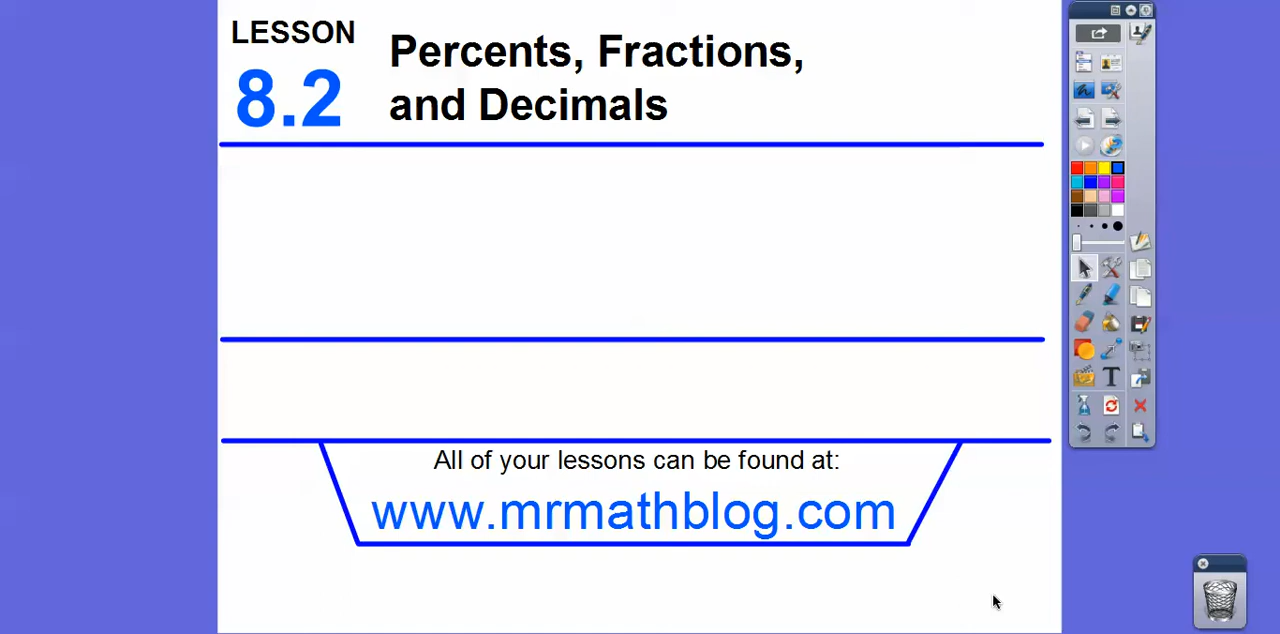 LESSON
8.2
Percents, Fractions,
and Decimals
All of your lessons can be found at:
www.mrmathblog.com
T